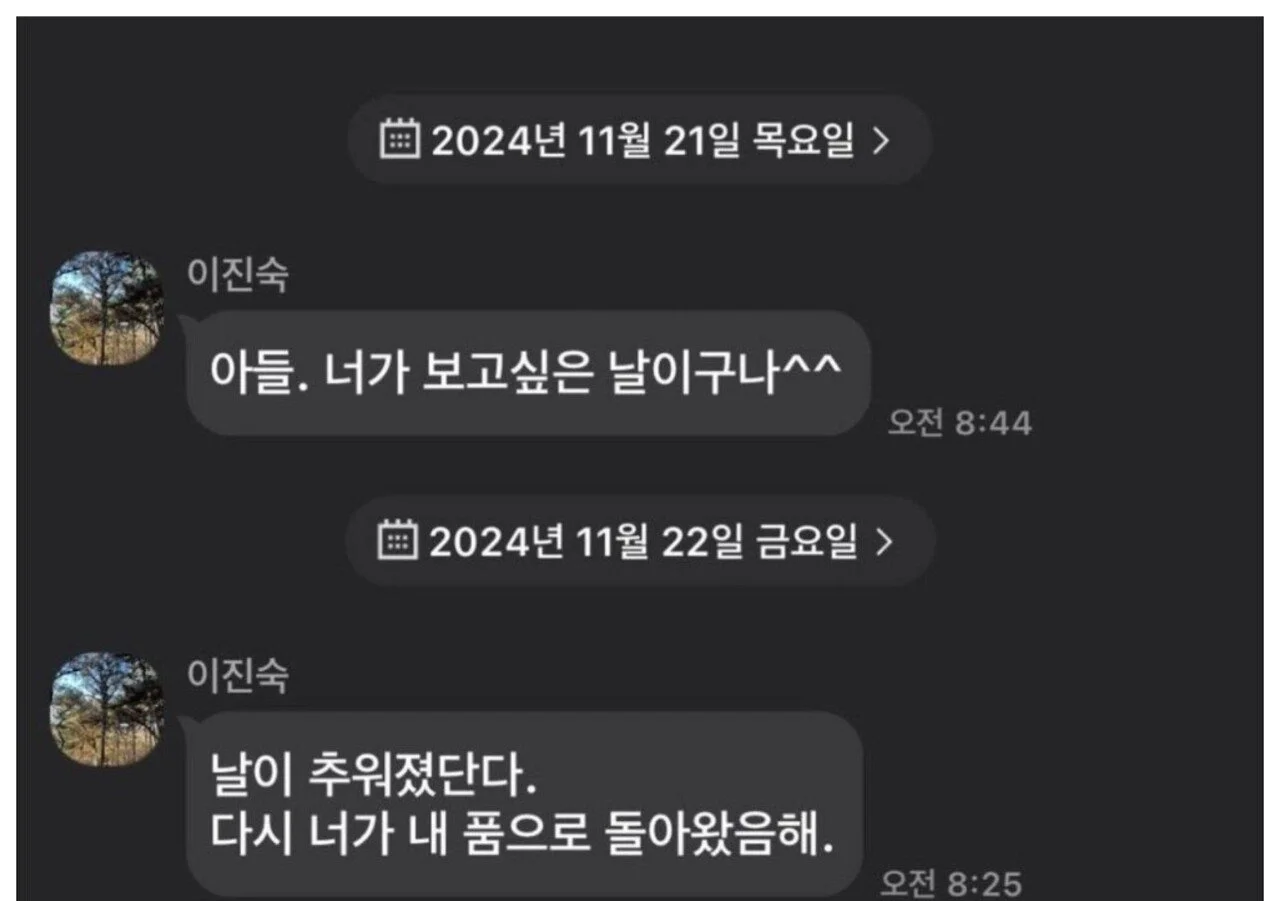 2024년 11월 21일 목요일 >
이진숙
아들. 너가 보고싶은 날이구나^^
오전 8:44
2024년 11월 22일 금요일 >
이진숙
날이 추워졌단다.
다시 너가 내 품으로 돌아왔음해.
오전 8:25